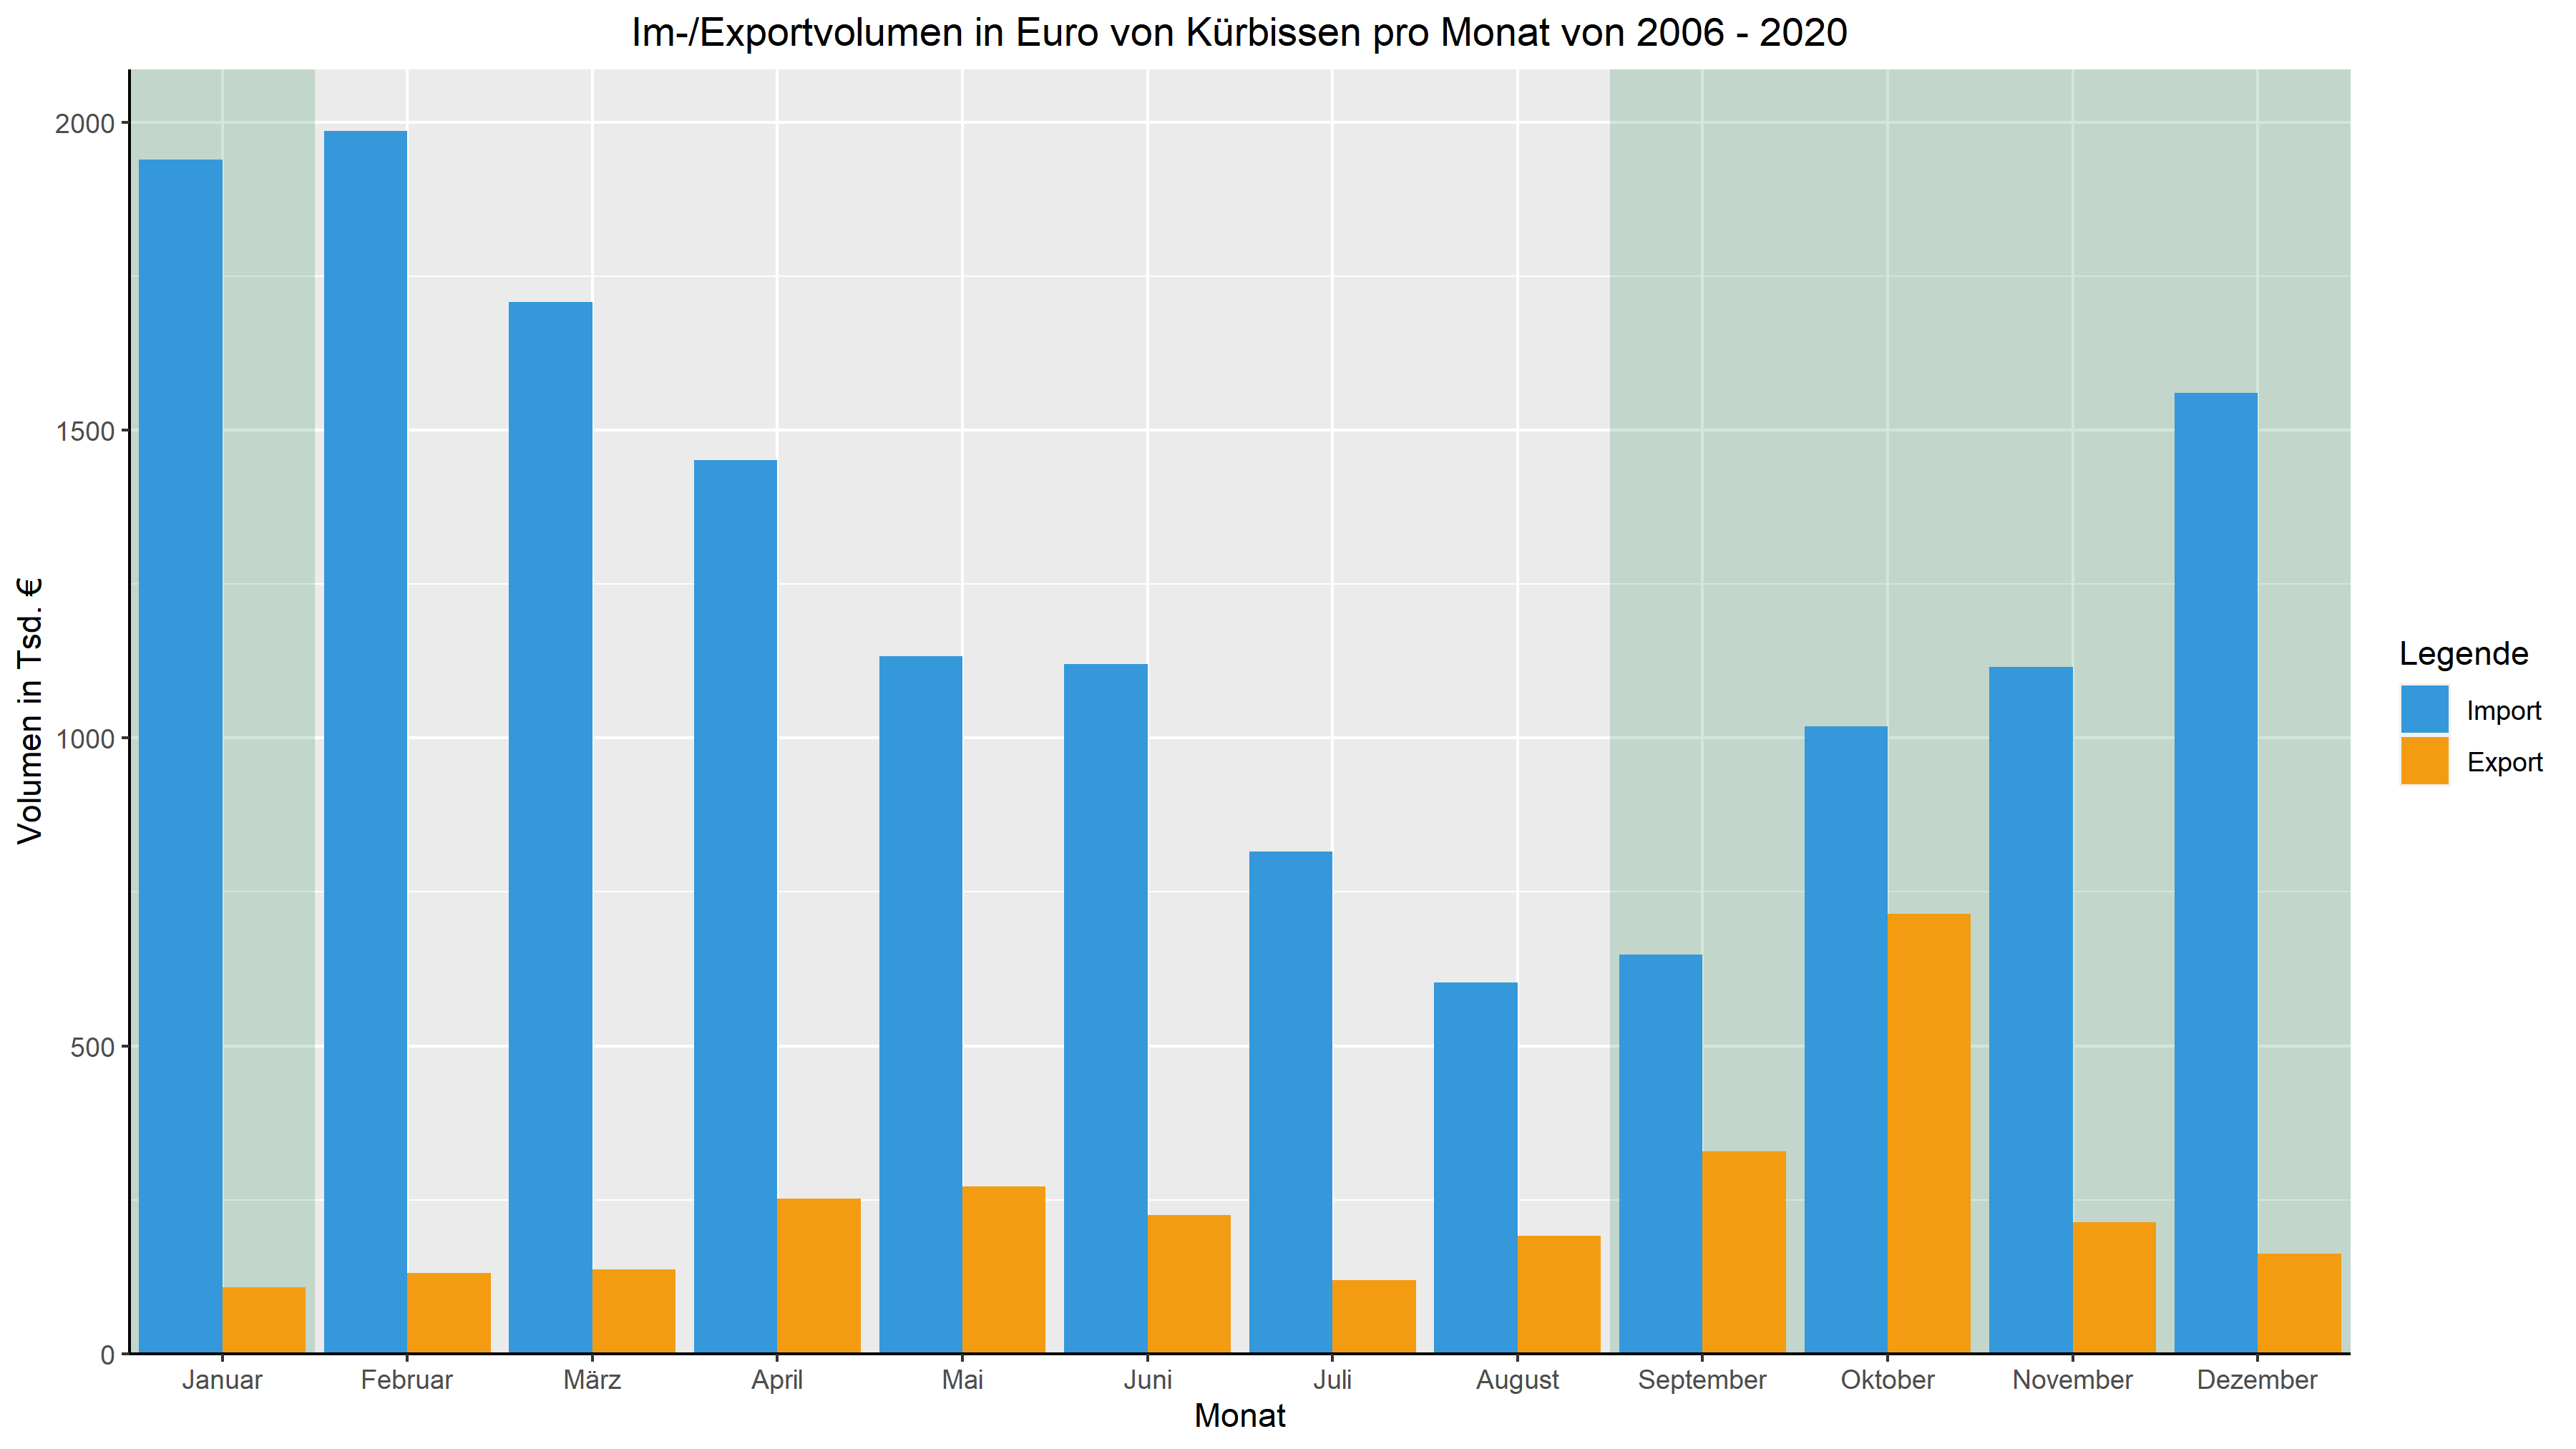 Im-/Exportvolumen in Euro von Kürbissen pro Monat von 2006 - 2020
Volumen in Tsd. €
2000
1500
1000
500
0
Januar Februar März April Mai Juni Juli August September Oktober November Dezember
Monat
Legende
Import
Export